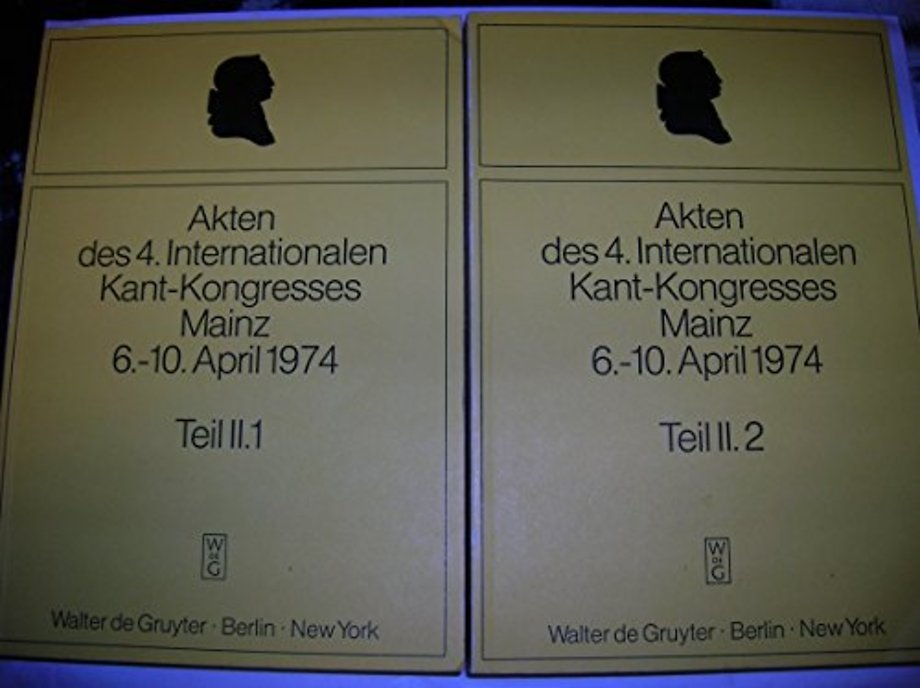 Akten
des 4. Internationalen
Kant-Kongresses
Mainz
6.-10. April 1974
Teil II.1
W
DE
G
Walter de Gruyter · Berlin · New York
Akten
des 4. Internationalen
Kant-Kongresses
Mainz
6.-10. April 1974
Teil II. 2
W
DE
G
Walter de Gruyter · Berlin · New York